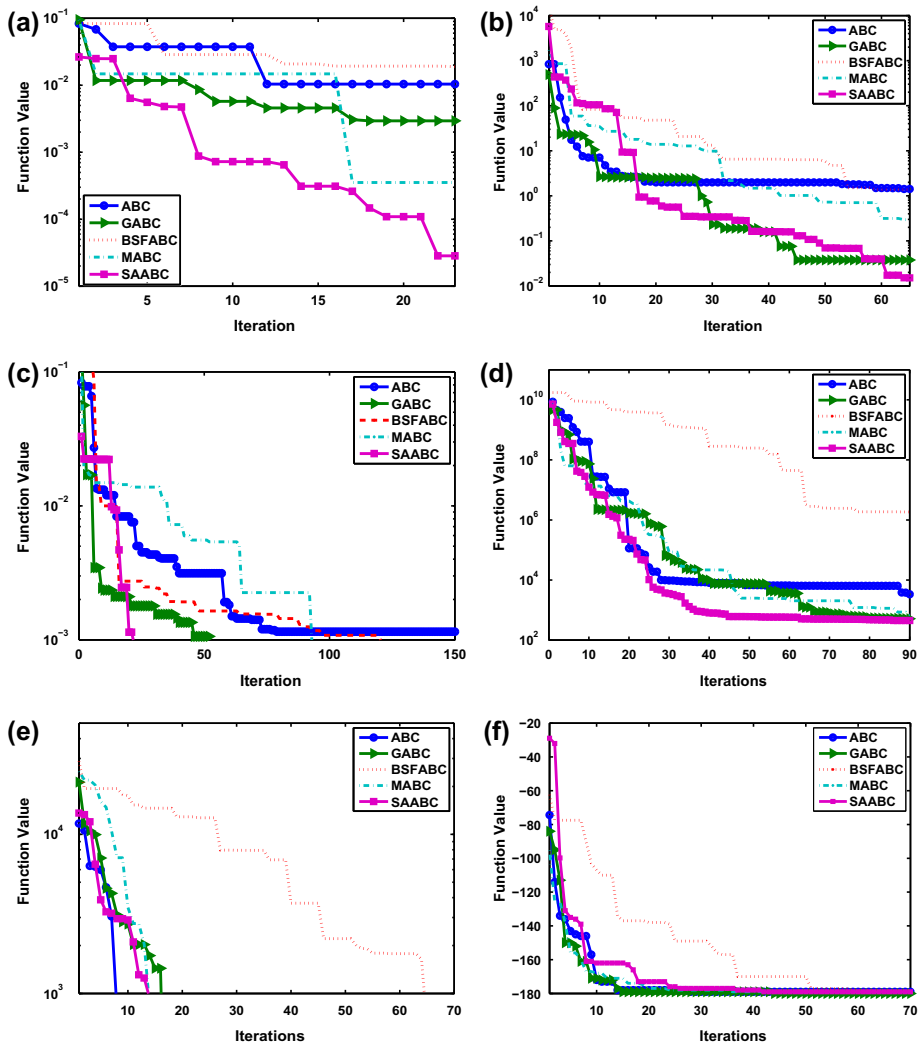 (a)
10^-1
10^-2
10^-3
10^-4
10^-5
Function Value
ABC
GABC
BSFABC
MABC
SAABC
5 10 15 20
Iteration
(b)
10^4
10^3
10^2
10^1
10^0
10^-1
10^-2
Funtion Value
ABC
GABC
BSFABC
MABC
SAABC
10 20 30 40 50 60
Iteration
(c)
10^-1
10^-2
10^-3
Function Value
ABC
GABC
BSFABC
MABC
SAABC
0 50 100 150
Iteration
(d)
10^10
10^8
10^6
10^4
10^2
Function Value
ABC
GABC
BSFABC
MABC
SAABC
0 10 20 30 40 50 60 70 80 90
Iterations
(e)
10^4
10^3
Function Value
ABC
GABC
BSFABC
MABC
SAABC
10 20 30 40 50 60 70
Iterations
(f)
-20
-40
-60
-80
-100
-120
-140
-160
-180
Function Value
ABC
GABC
BSFABC
MABC
SAABC
0 10 20 30 40 50 60 70
Iterations